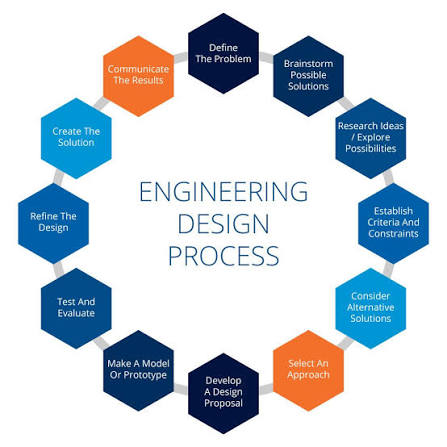 Define
The Problem
Brainstorm
Possible
Solutions
Research Ideas
/ Explore
Possibilities
Establish
Criteria And
Constraints
Consider
Alternative
Solutions
Select An
Approach
Develop
A Design
Proposal
Make A Model
Or Prototype
Test And
Evaluate
Refine The
Design
Create The
Solution
Communicate
The Results
ENGINEERING
DESIGN
PROCESS